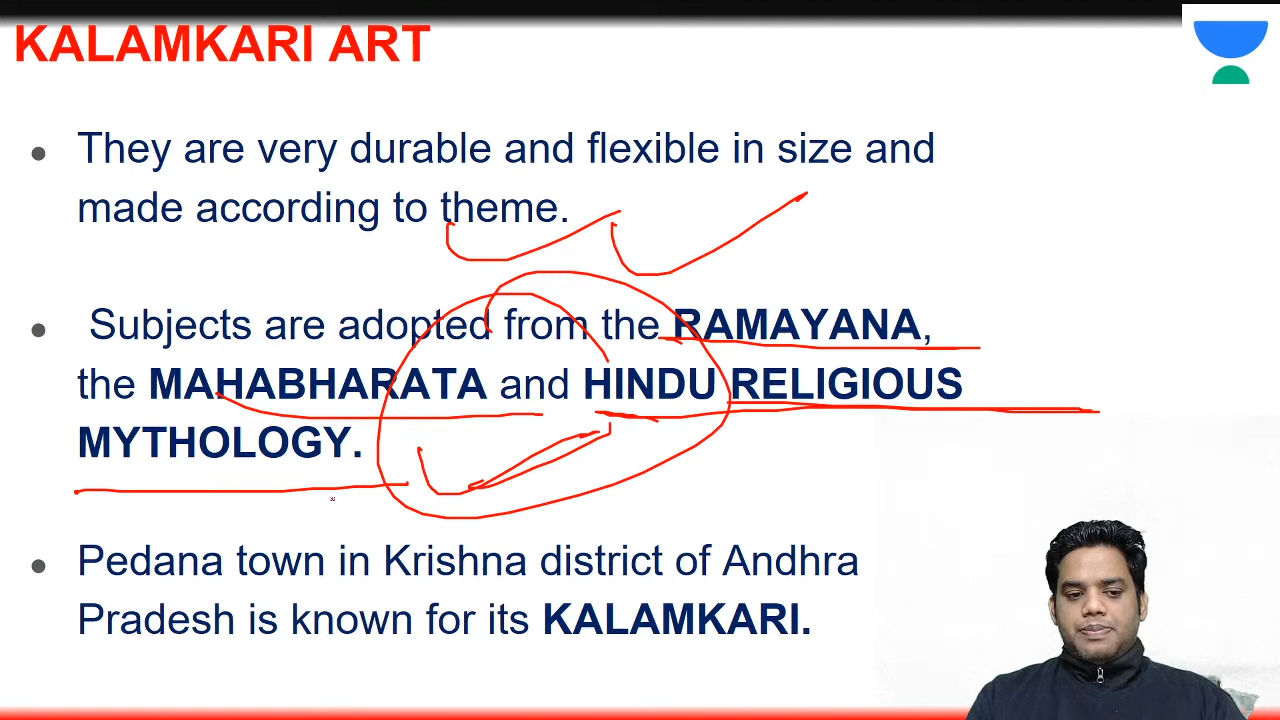 KALAMKARI ART
• They are very durable and flexible in size and
made according to theme.
• Subjects are adopted from the RAMAYANA,
the MAHABHARATA and HINDU RELIGIOUS
MYTHOLOGY.
• Pedana town in Krishna district of Andhra
Pradesh is known for its KALAMKARI.